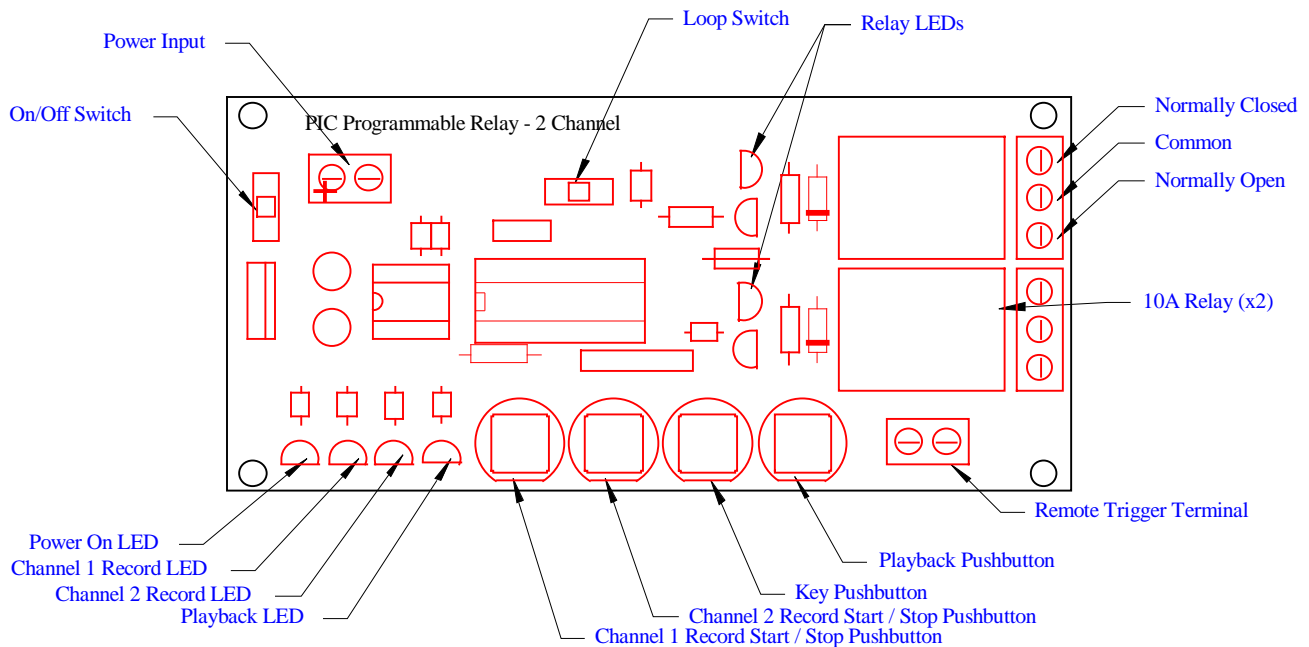 Loop Switch
Relay LEDs
Power Input
On/Off Switch
Normally Closed
PIC Programmable Relay - 2 Channel
Common
Normally Open
+
10A Relay (x2)
Remote Trigger Terminal
Power On LED
Playback Pushbutton
Channel 1 Record LED
Channel 2 Record LED
Key Pushbutton
Playback LED
Channel 2 Record Start / Stop Pushbutton
Channel 1 Record Start / Stop Pushbutton